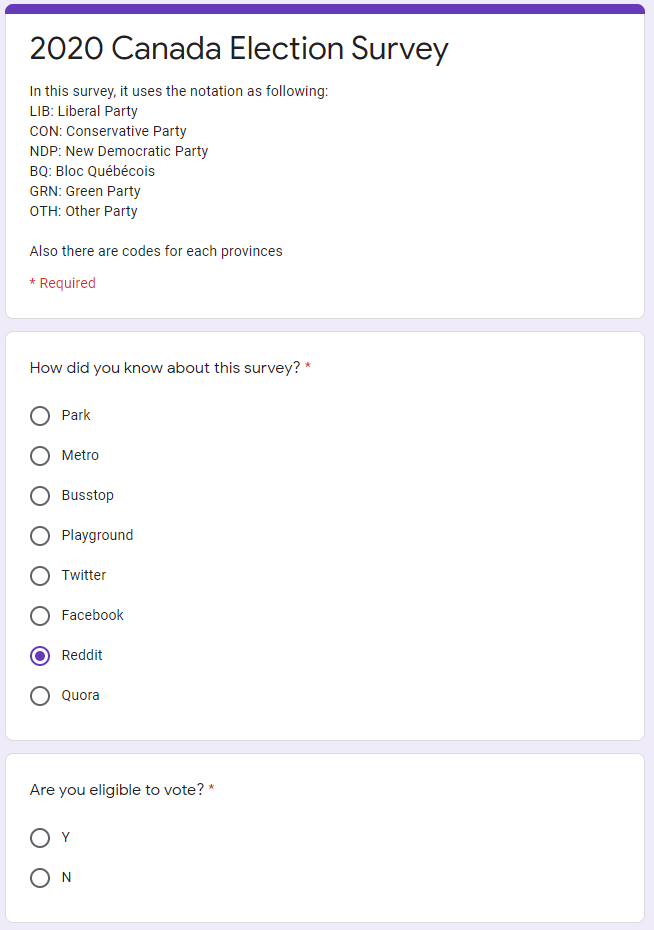 2020 Canada Election Survey
In this survey, it uses the notation as following:
LIB: Liberal Party
CON: Conservative Party
NDP: New Democratic Party
BQ: Bloc Québécois
GRN: Green Party
OTH: Other Party
Also there are codes for each provinces
* Required
How did you know about this survey? *
Park
Metro
Busstop
Playground
Twitter
Facebook
Reddit
Quora
Are you eligible to vote? *
Y
N